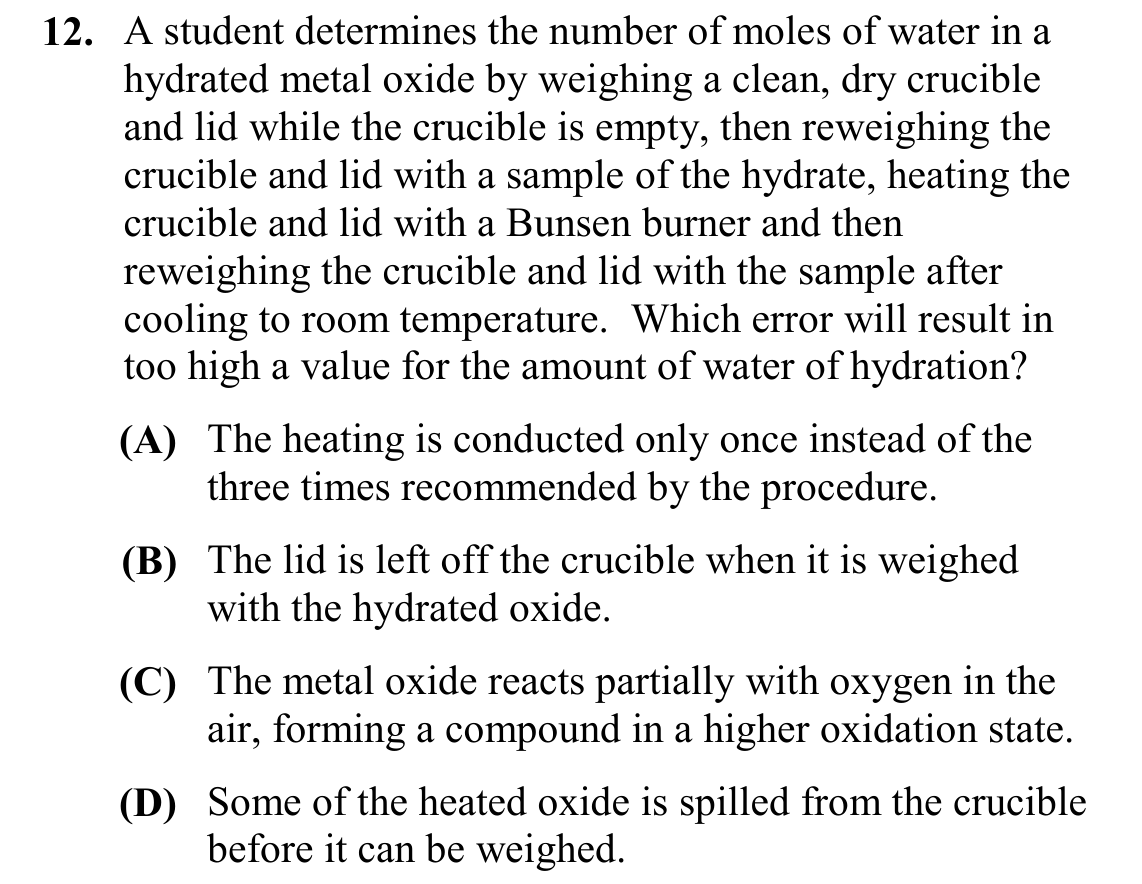 12. A student determines the number of moles of water in a
hydrated metal oxide by weighing a clean, dry crucible
and lid while the crucible is empty, then reweighing the
crucible and lid with a sample of the hydrate, heating the
crucible and lid with a Bunsen burner and then
reweighing the crucible and lid with the sample after
cooling to room temperature.  Which error will result in
too high a value for the amount of water of hydration?
(A) The heating is conducted only once instead of the
three times recommended by the procedure.
(B) The lid is left off the crucible when it is weighed
with the hydrated oxide.
(C) The metal oxide reacts partially with oxygen in the
air, forming a compound in a higher oxidation state.
(D) Some of the heated oxide is spilled from the crucible
before it can be weighed.